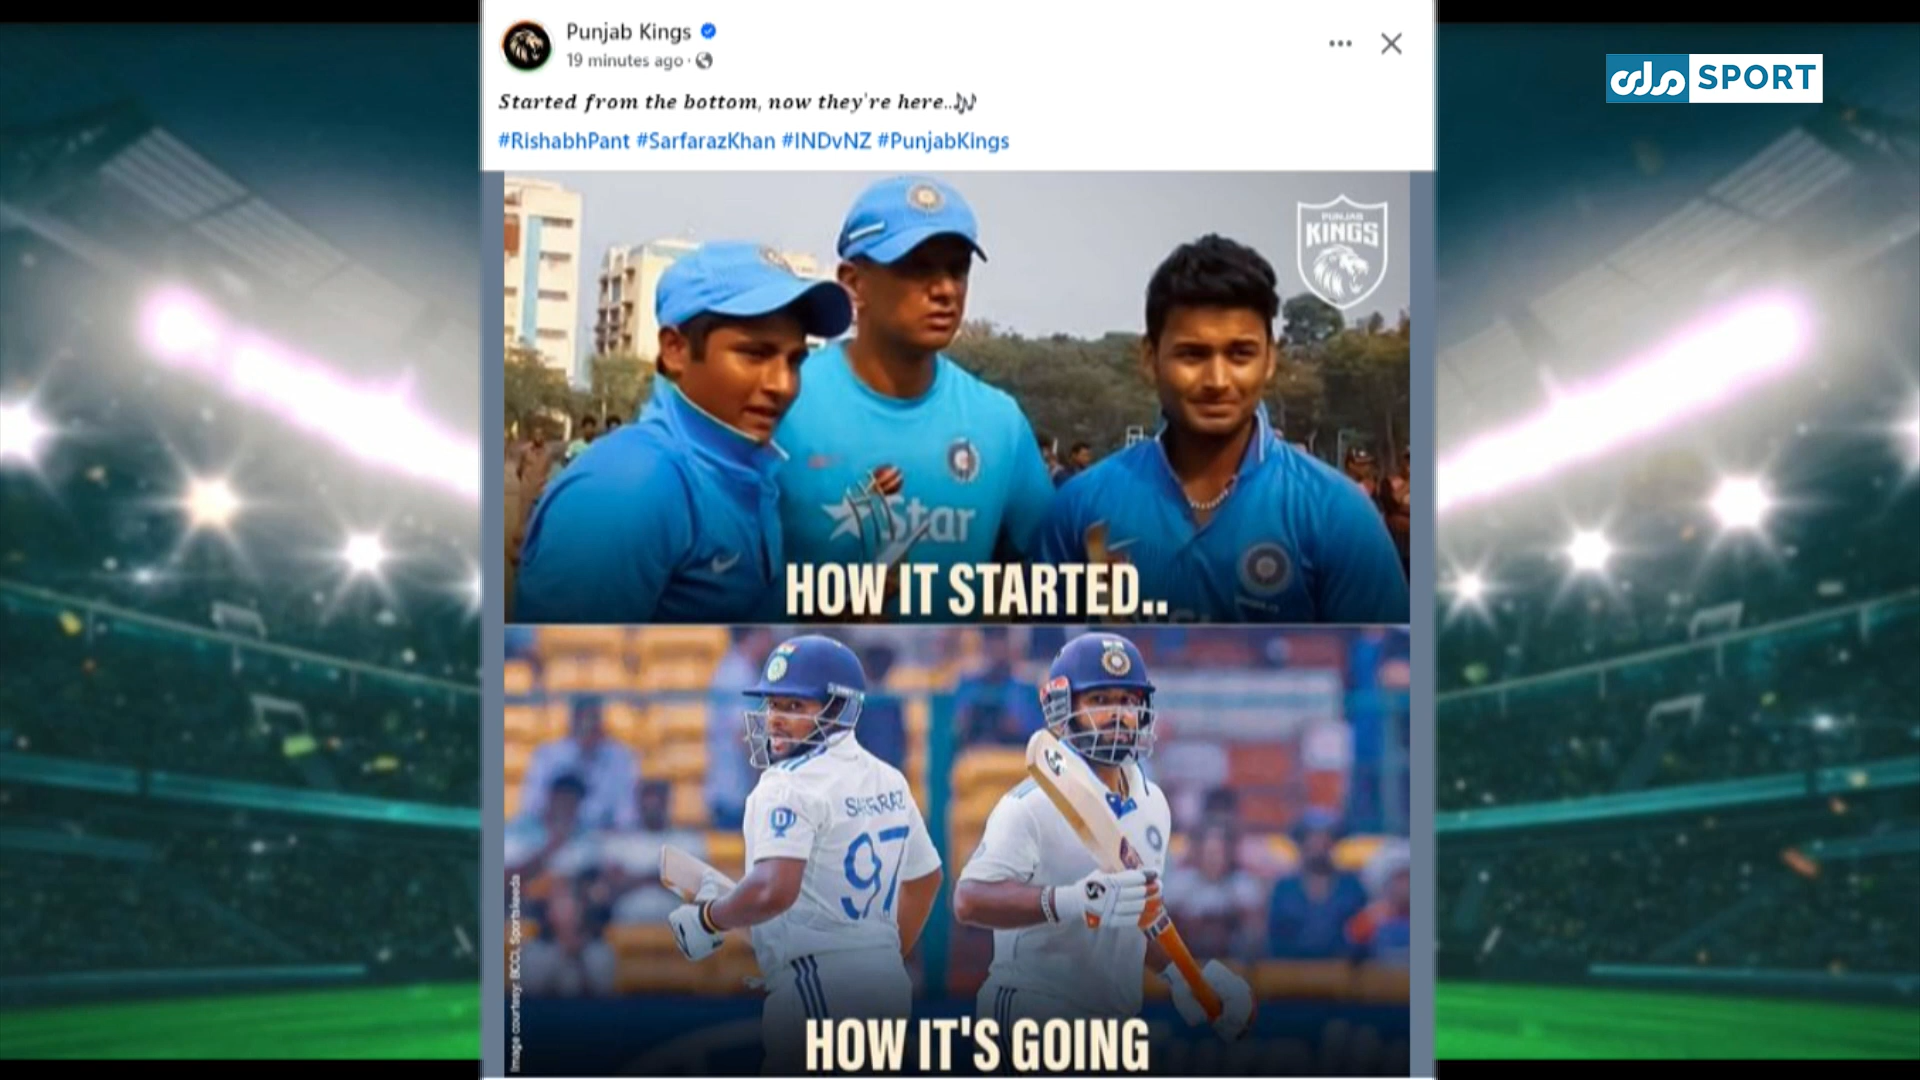 Punjab Kings
19 minutes ago ·
SPORT
Started from the bottom, now they're here..🎶
#RishabhPant #SarfarazKhan #INDvNZ #PunjabKings
PUNJAB
KINGS
Star
HOW IT STARTED..
SARFARAZ
97
Image courtesy: BCCI, Sportskeeda
HOW IT'S GOING